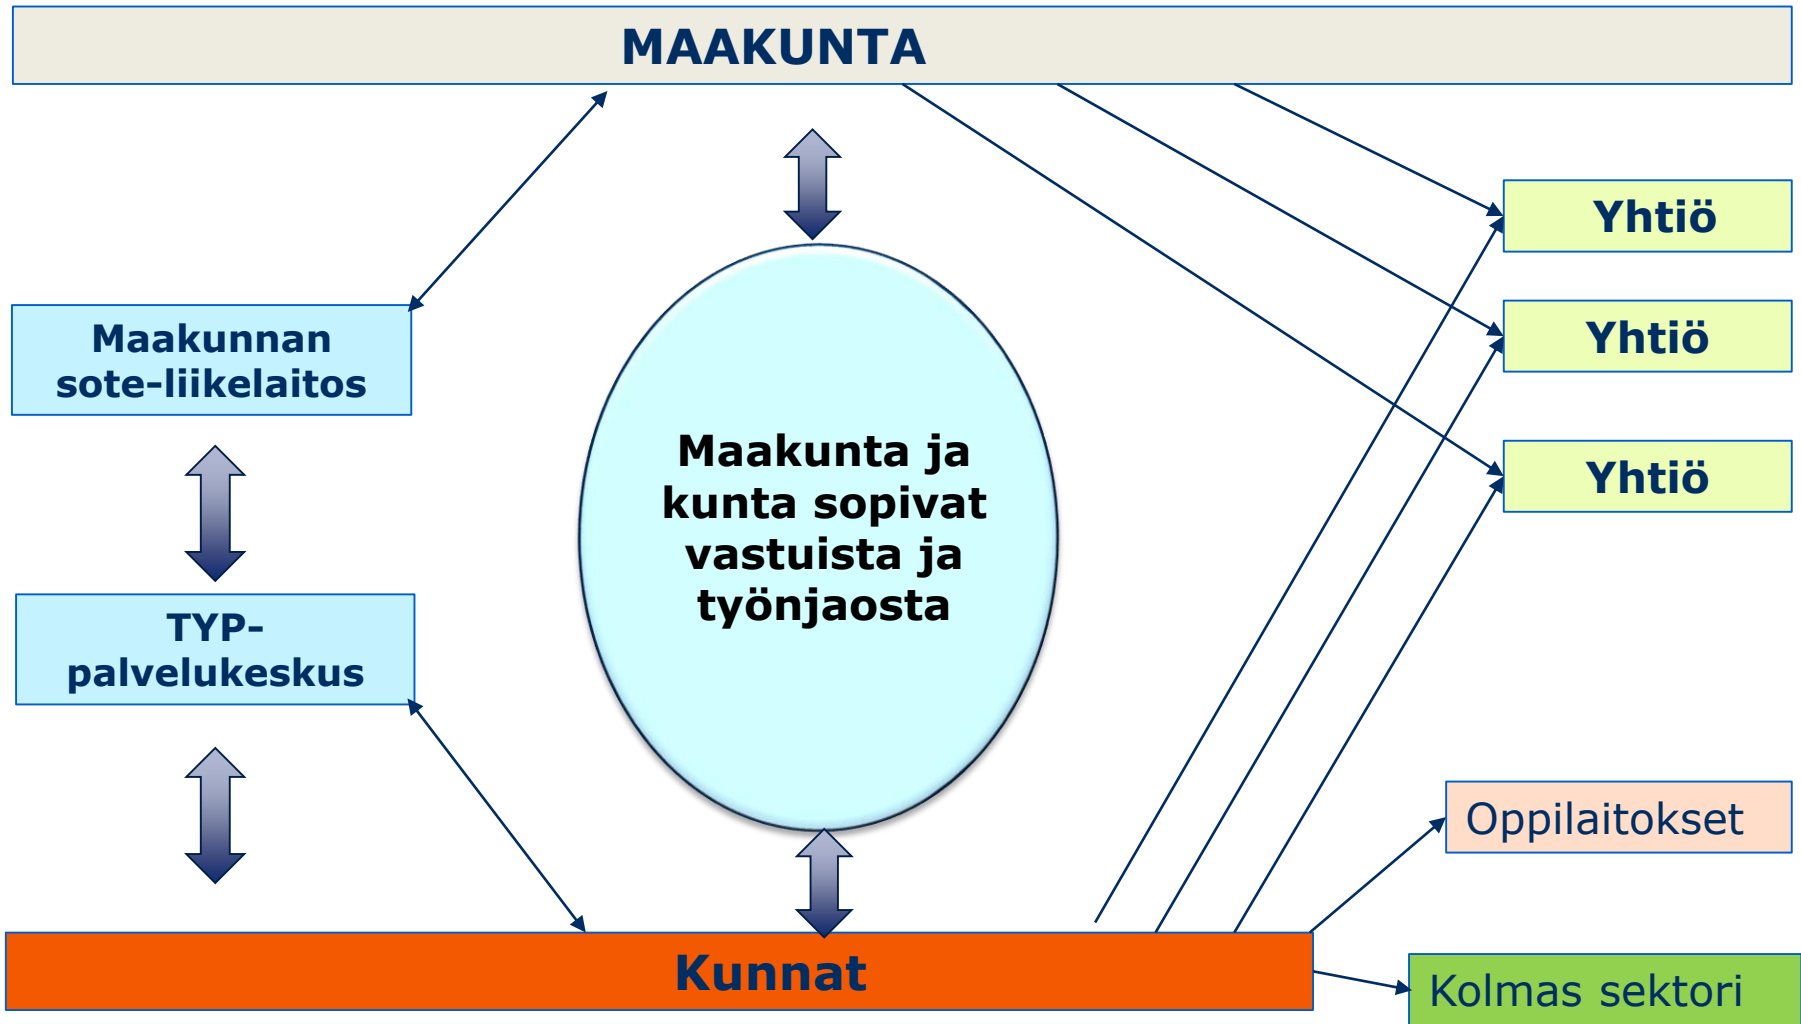 MAAKUNTA
Yhtiö
Maakunnan
sote-liikelaitos
Yhtiö
Maakunta ja
kunta sopivat
vastuista ja
työnjaosta
Yhtiö
TYP-
palvelukeskus
Oppilaitokset
Kunnat
Kolmas sektori